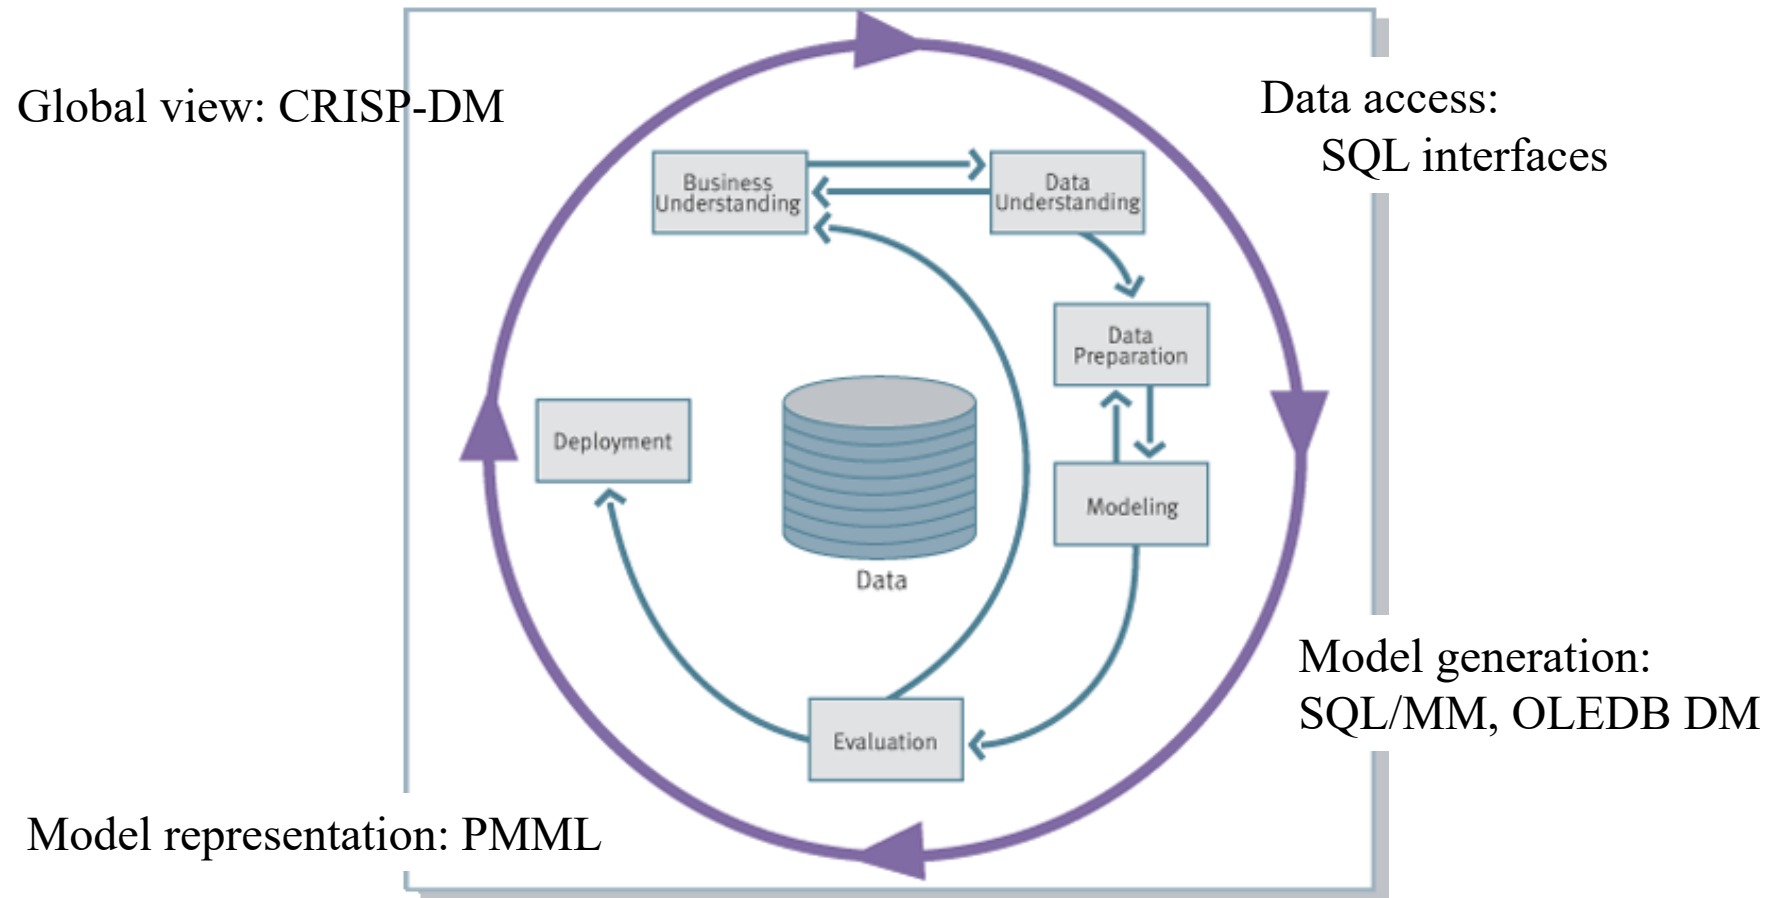 Global view: CRISP-DM
Data access:
SQL interfaces
Business
Understanding
Data
Understanding
Data
Preparation
Deployment
Modeling
Data
Evaluation
Model generation:
SQL/MM, OLEDB DM
Model representation: PMML